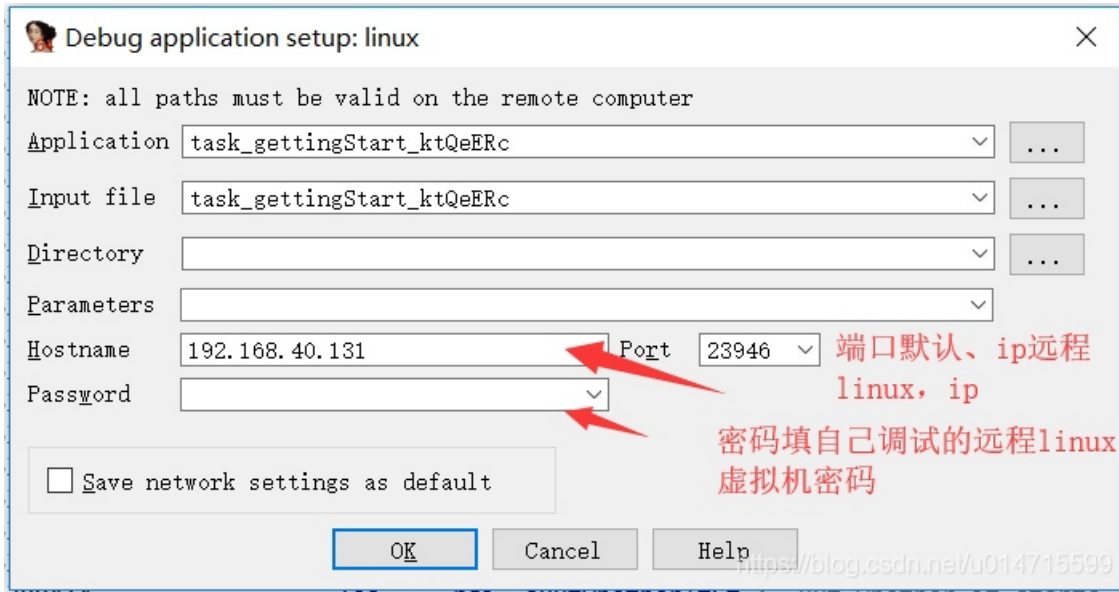 Debug application setup: linux
NOTE: all paths must be valid on the remote computer
Application task_gettingStart_ktQeERc ...
Input file task_gettingStart_ktQeERc ...
Directory ...
Parameters
Hostname 192.168.40.131 Port 23946 端口默认、ip远程
linux，ip
Password
密码填自己调试的远程linux
虚拟机密码
Save network settings as default
OK Cancel Help
https://blog.csdn.net/u014715599